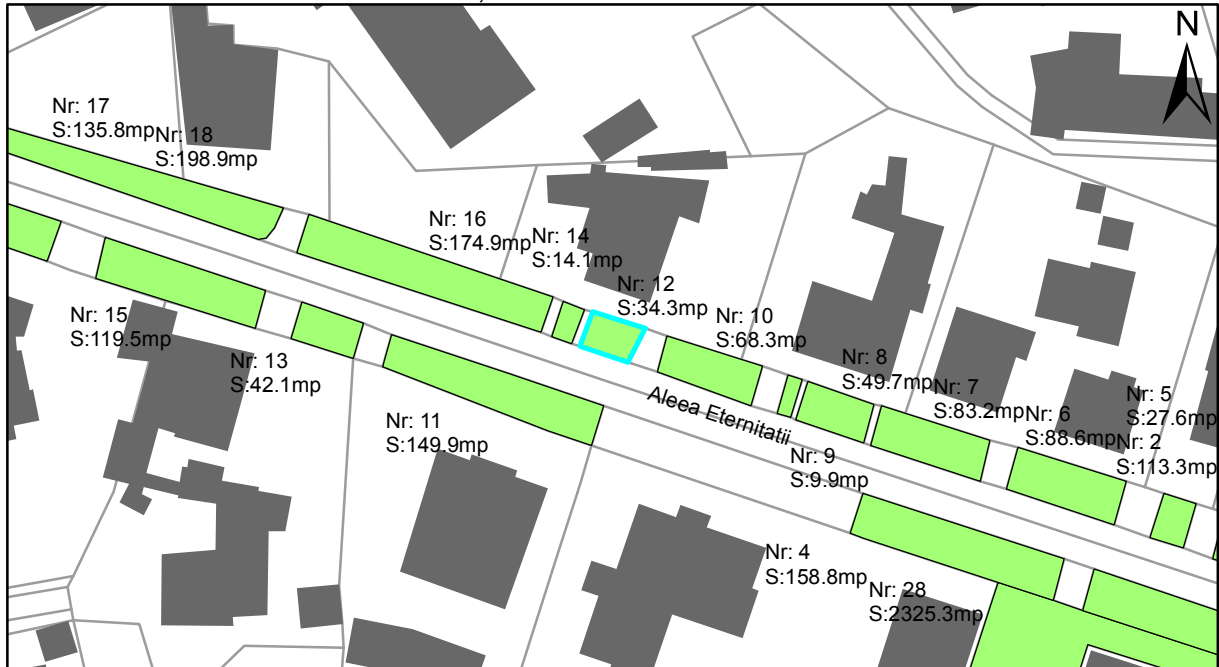 N
Nr: 17
S:135.8mp
Nr: 18
S:198.9mp
Nr: 16
S:174.9mp
Nr: 14
S:14.1mp
Nr: 12
S:34.3mp
Nr: 10
S:68.3mp
Nr: 15
S:119.5mp
Nr: 13
S:42.1mp
Nr: 8
S:49.7mp
Nr: 7
S:83.2mp
Nr: 6
S:88.6mp
Nr: 5
S:27.6mp
Nr: 2
S:113.3mp
Aleea Eternitatii
Nr: 11
S:149.9mp
Nr: 9
S:9.9mp
Nr: 4
S:158.8mp
Nr: 28
S:2325.3mp